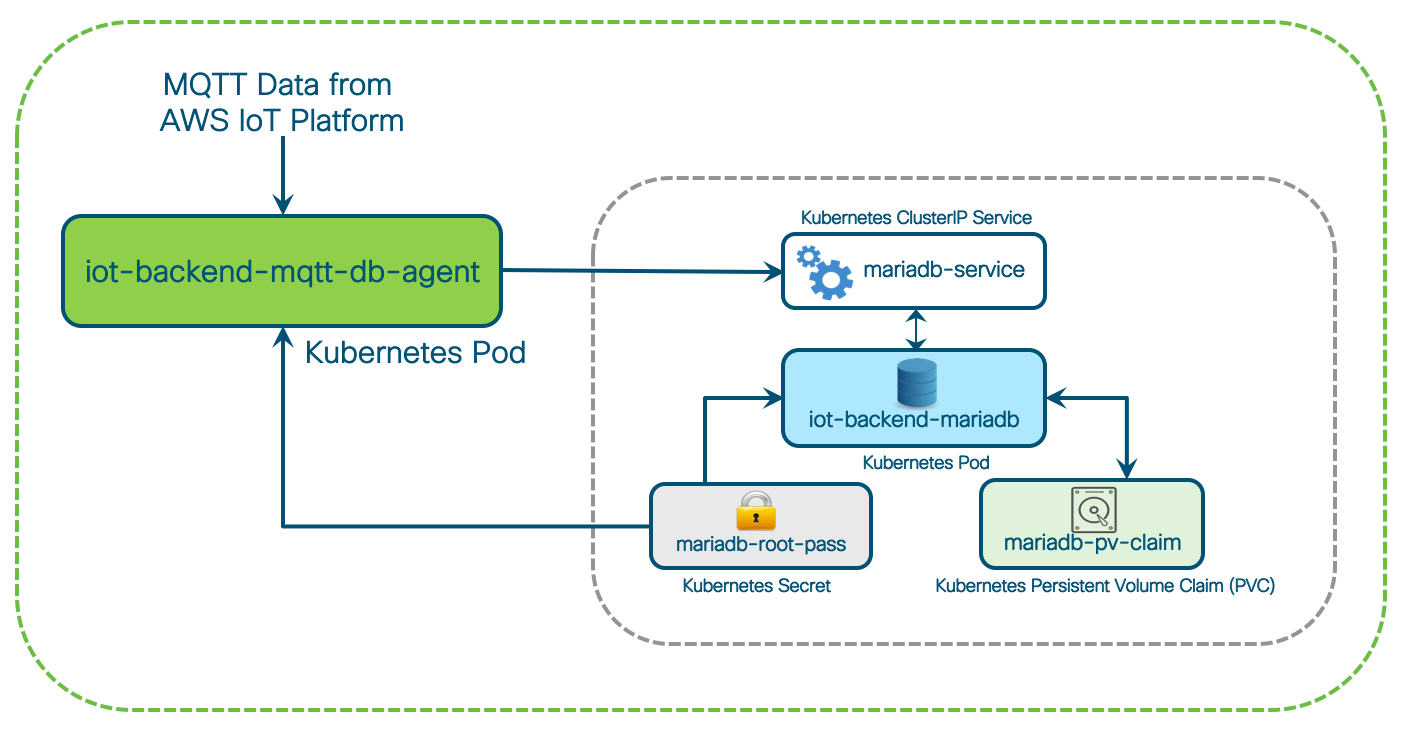 MQTT Data from
AWS IoT Platform
iot-backend-mqtt-db-agent
Kubernetes Pod
Kubernetes ClusterIP Service
mariadb-service
iot-backend-mariadb
Kubernetes Pod
mariadb-root-pass
Kubernetes Secret
mariadb-pv-claim
Kubernetes Persistent Volume Claim (PVC)